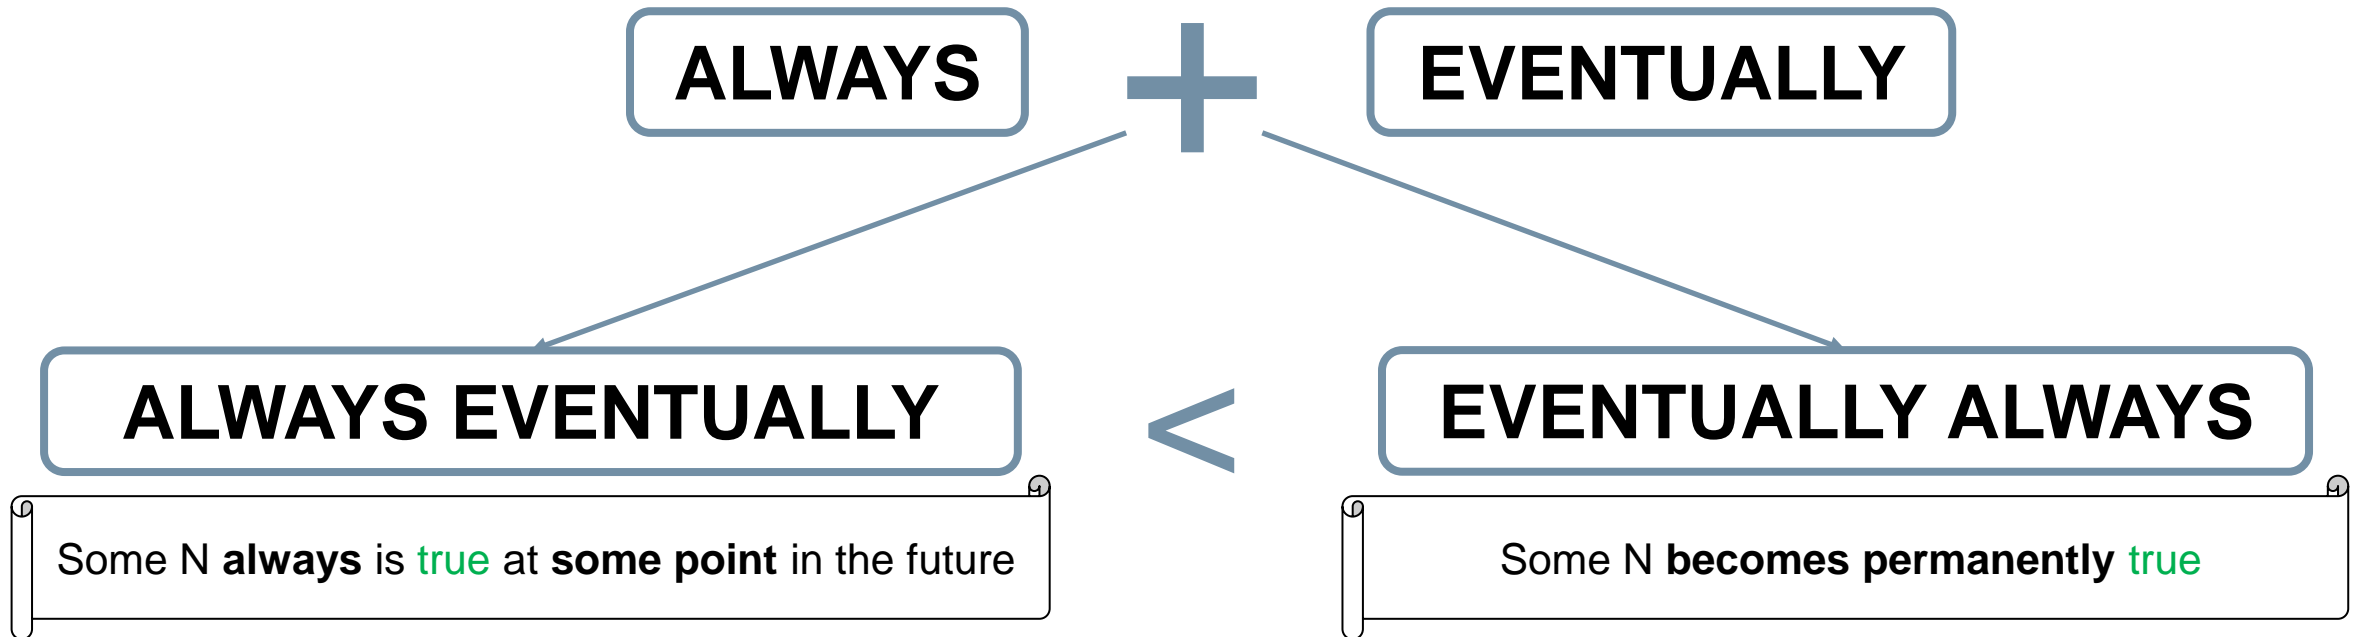 ALWAYS + EVENTUALLY
ALWAYS EVENTUALLY < EVENTUALLY ALWAYS
Some N always is true at some point in the future
Some N becomes permanently true